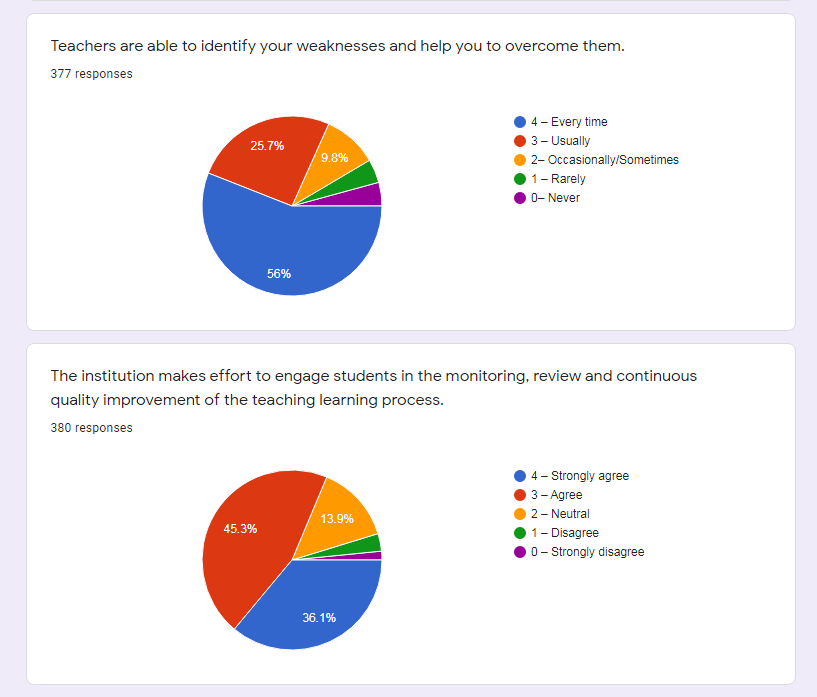 Teachers are able to identify your weaknesses and help you to overcome them.
377 responses
4 – Every time
3 – Usually
2– Occasionally/Sometimes
1 – Rarely
0– Never
25.7%
9.8%
56%
The institution makes effort to engage students in the monitoring, review and continuous
quality improvement of the teaching learning process.
380 responses
4 – Strongly agree
3 – Agree
2 – Neutral
1 – Disagree
0 – Strongly disagree
45.3%
13.9%
36.1%